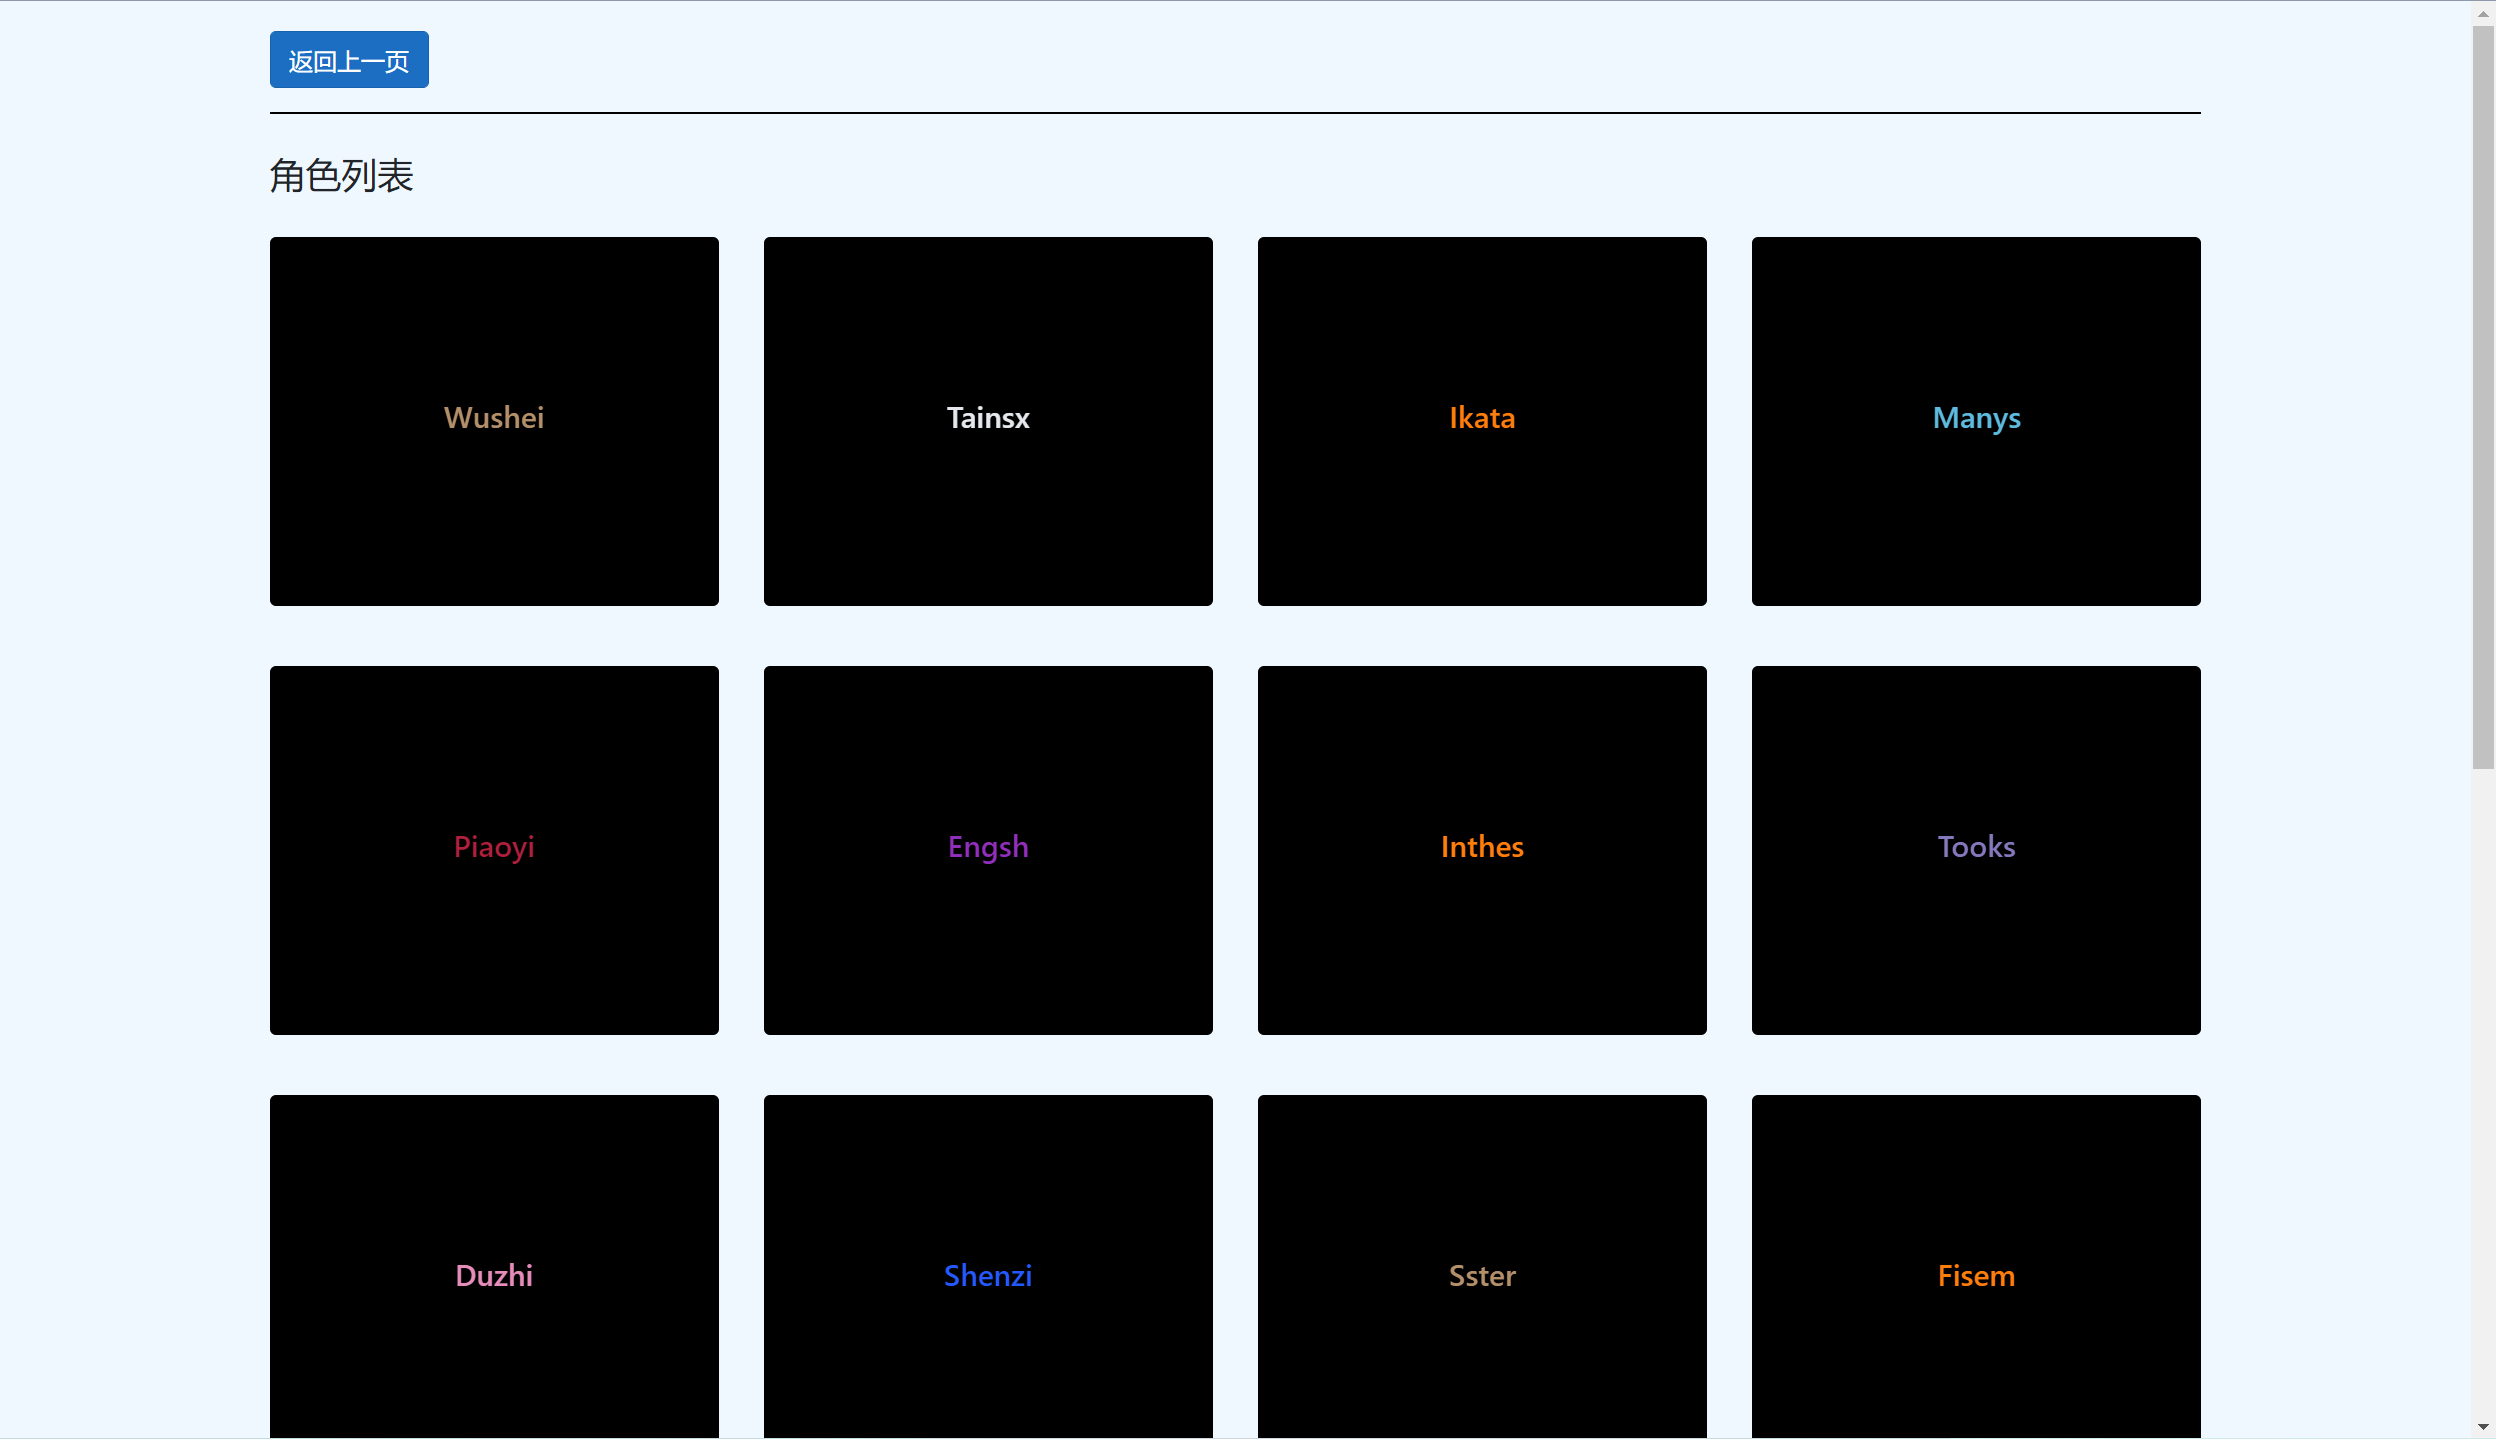 返回上一页
角色列表
Wushei
Tainsx
Ikata
Manys
Piaoyi
Engsh
Inthes
Tooks
Duzhi
Shenzi
Sster
Fisem